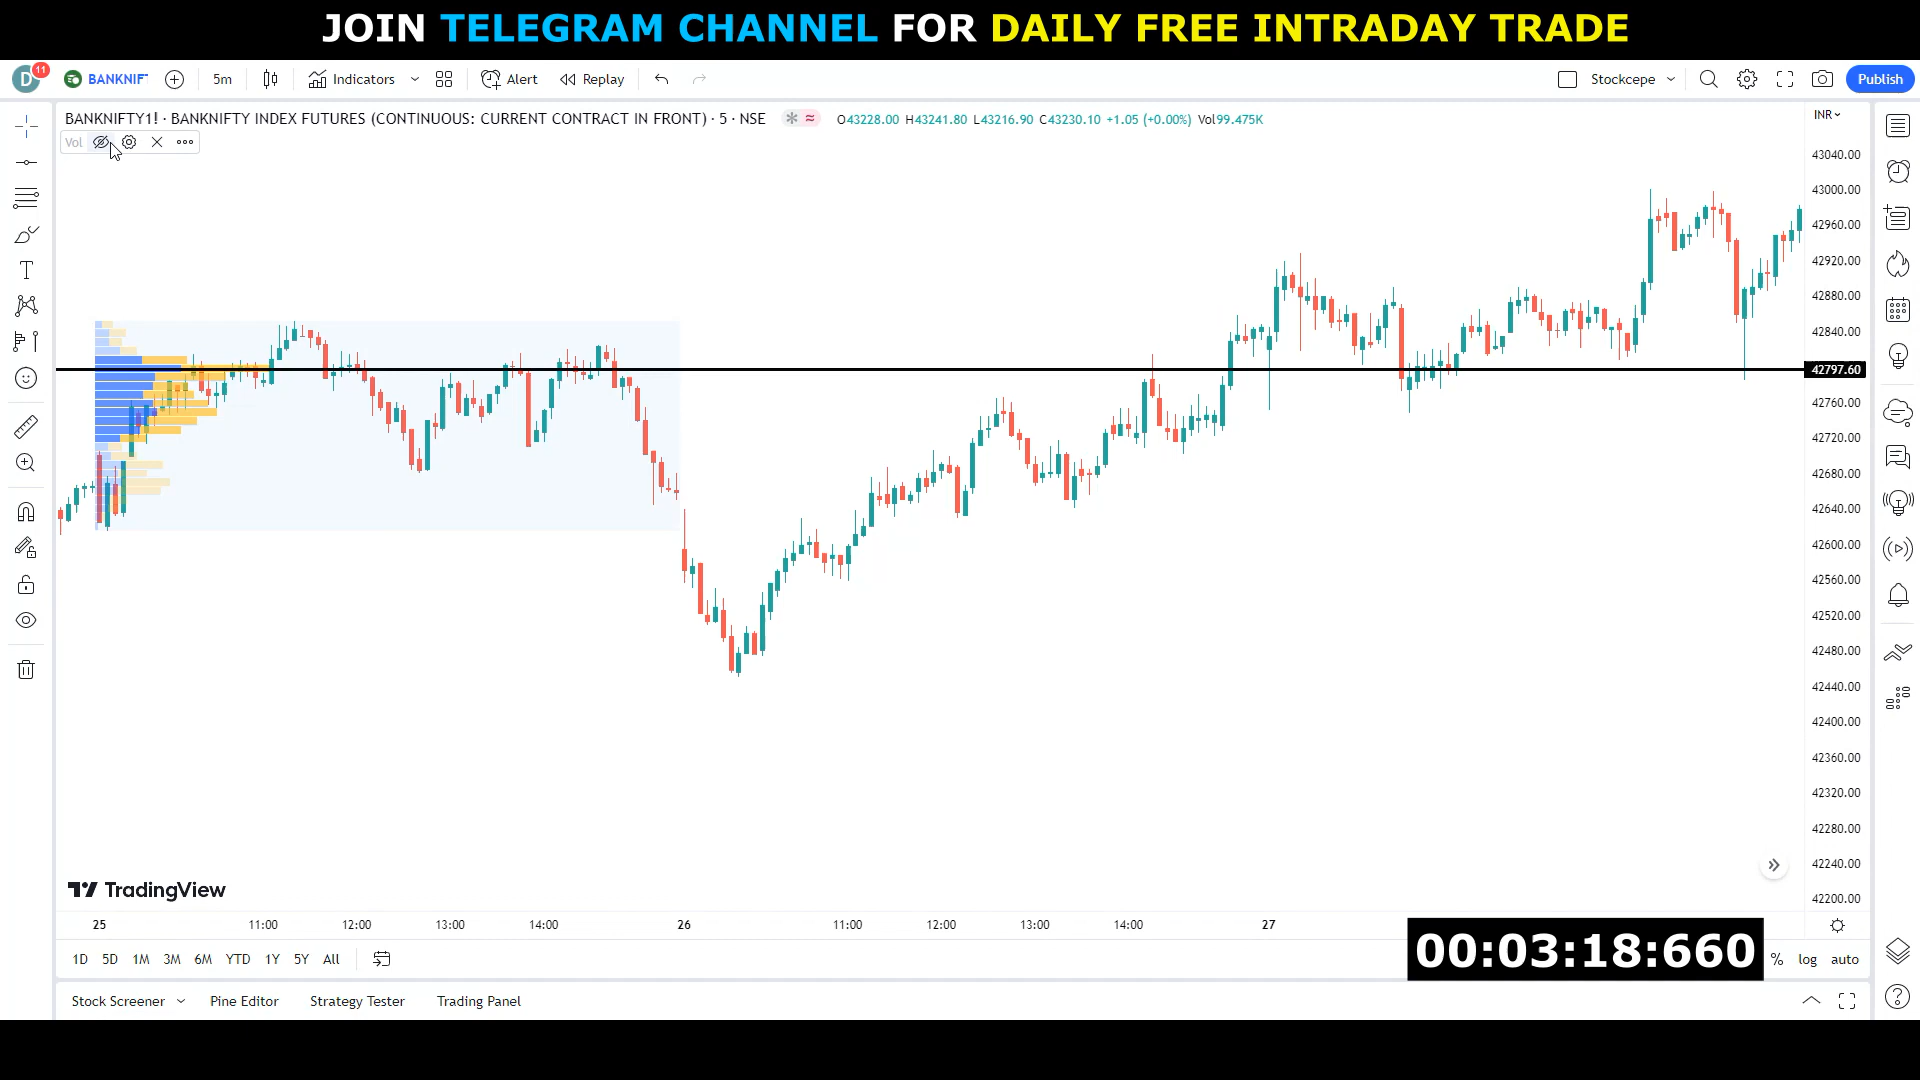 JOIN TELEGRAM CHANNEL FOR DAILY FREE INTRADAY TRADE
D 11 BANKNIF 5m Indicators Alert Replay Stockcepe Publish
BANKNIFTY1! · BANKNIFTY INDEX FUTURES (CONTINUOUS: CURRENT CONTRACT IN FRONT) · 5 · NSE O43228.00 H43241.80 L43216.90 C43230.10 +1.05 (+0.00%) Vol99.475K INR
Vol
43040.00
43000.00
42960.00
42920.00
42880.00
42840.00
42797.60
42760.00
42720.00
42680.00
42640.00
42600.00
42560.00
42520.00
42480.00
42440.00
42400.00
42360.00
42320.00
42280.00
42240.00
42200.00
TradingView
25 11:00 12:00 13:00 14:00 26 11:00 12:00 13:00 14:00 27
1D 5D 1M 3M 6M YTD 1Y 5Y All 00:03:18:660 % log auto
Stock Screener Pine Editor Strategy Tester Trading Panel